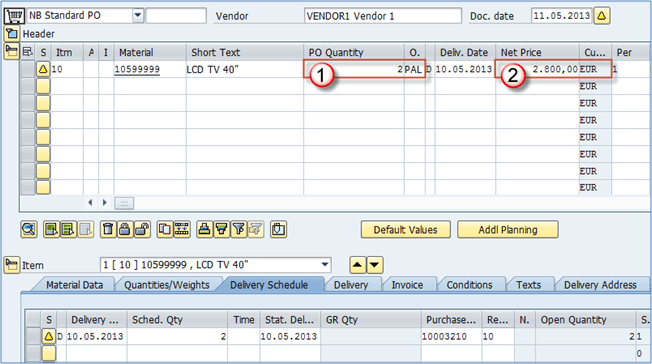 NB Standard PO Vendor VENDOR1 Vendor 1 Doc. date 11.05.2013
Header
S Itm A I Material Short Text PO Quantity O. Deliv. Date Net Price Cu... Per
10 10599999 LCD TV 40" 1 2 PAL D 10.05.2013 2 2.800,00 EUR 1
EUR
EUR
EUR
EUR
EUR
EUR
Default Values Addl Planning
Item 1 [ 10 ] 10599999 , LCD TV 40"
Material Data Quantities/Weights Delivery Schedule Delivery Invoice Conditions Texts Delivery Address
S Delivery ... Sched. Qty Time Stat. Del... GR Qty Purchase... Re... N. Open Quantity S.
D 10.05.2013 2 10.05.2013 10003210 10 2 1
0